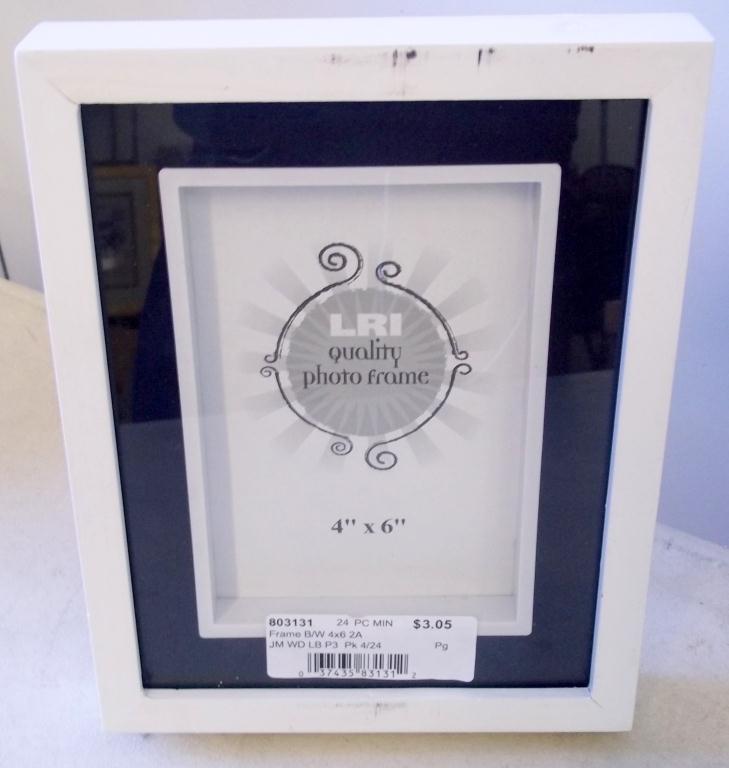 LRI
quality
photo frame
4" x 6"
803131 24 PC MIN $3.05
Frame B/W 4x6 2A
JM WD LB P3 Pk 4/24 Pg
0 37435 83131 2